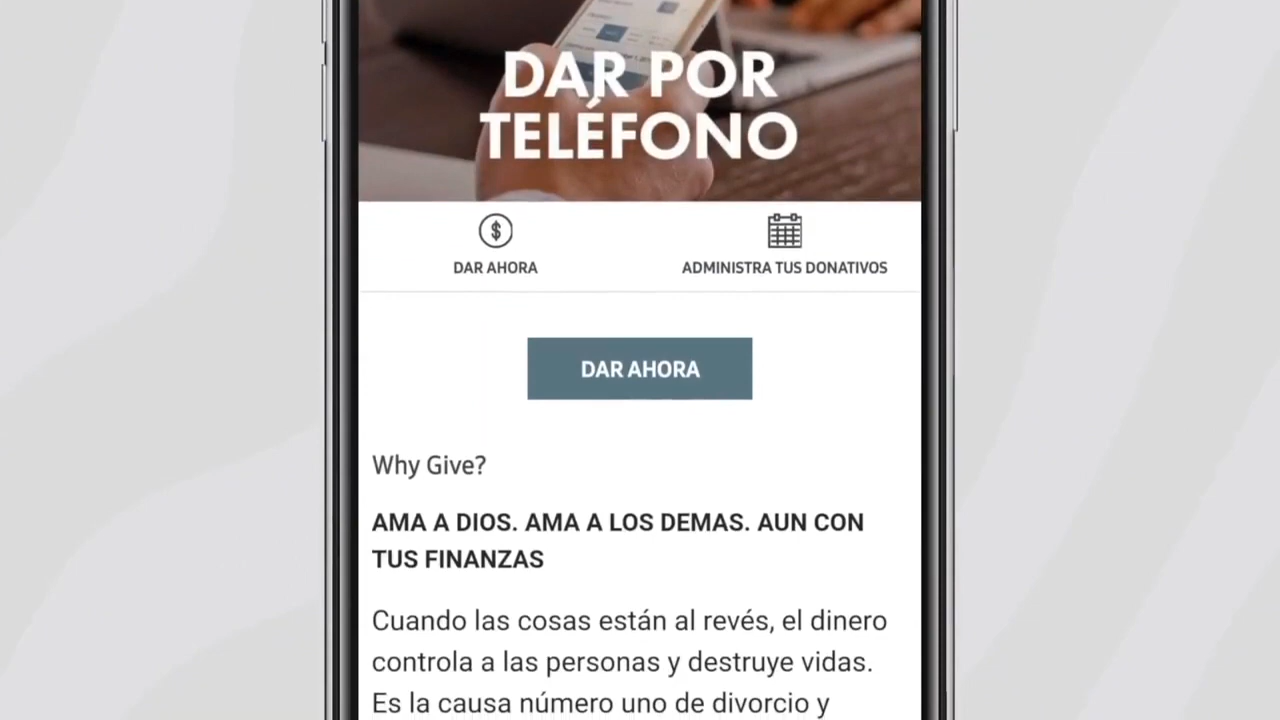 DAR POR
TELÉFONO
DAR AHORA
ADMINISTRA TUS DONATIVOS
DAR AHORA
Why Give?
AMA A DIOS. AMA A LOS DEMAS. AUN CON
TUS FINANZAS
Cuando las cosas están al revés, el dinero
controla a las personas y destruye vidas.
Es la causa número uno de divorcio y